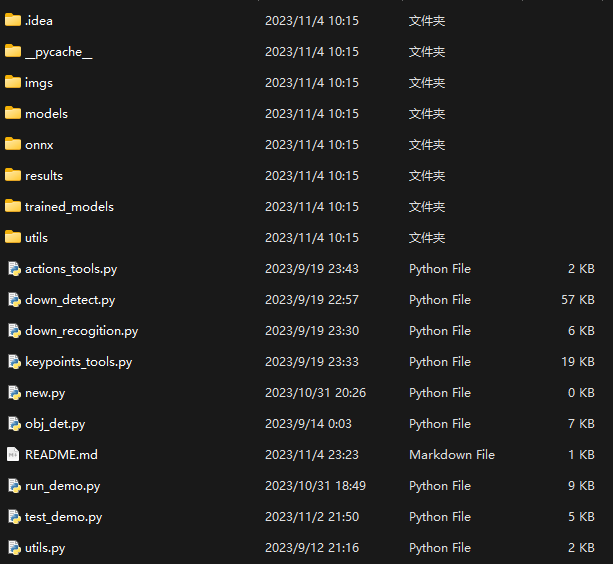 .idea 2023/11/4 10:15 文件夹
__pycache__ 2023/11/4 10:15 文件夹
imgs 2023/11/4 10:15 文件夹
models 2023/11/4 10:15 文件夹
onnx 2023/11/4 10:15 文件夹
results 2023/11/4 10:15 文件夹
trained_models 2023/11/4 10:15 文件夹
utils 2023/11/4 10:15 文件夹
actions_tools.py 2023/9/19 23:43 Python File 2 KB
down_detect.py 2023/9/19 22:57 Python File 57 KB
down_recogition.py 2023/9/19 23:30 Python File 6 KB
keypoints_tools.py 2023/9/19 23:33 Python File 19 KB
new.py 2023/10/31 20:26 Python File 0 KB
obj_det.py 2023/9/14 0:03 Python File 7 KB
README.md 2023/11/4 23:23 Markdown File 1 KB
run_demo.py 2023/10/31 18:49 Python File 9 KB
test_demo.py 2023/11/2 21:50 Python File 5 KB
utils.py 2023/9/12 21:16 Python File 2 KB